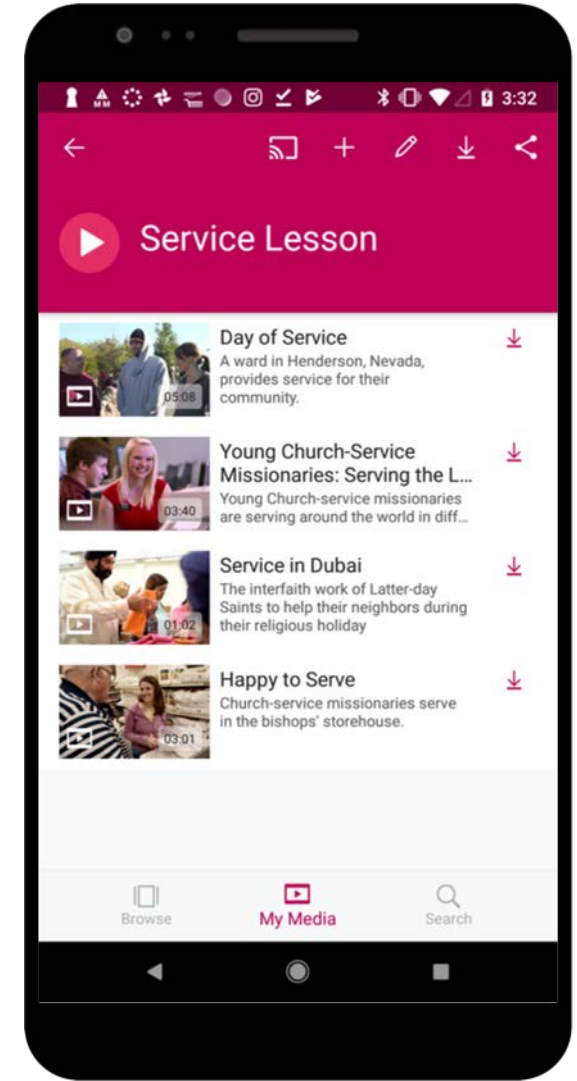 3:32
Service Lesson
Day of Service
A ward in Henderson, Nevada,
provides service for their
community.
05:08
Young Church-Service
Missionaries: Serving the L...
Young Church-service missionaries
are serving around the world in diff...
03:40
Service in Dubai
The interfaith work of Latter-day
Saints to help their neighbors during
their religious holiday
01:02
Happy to Serve
Church-service missionaries serve
in the bishops' storehouse.
03:01
Browse
My Media
Search